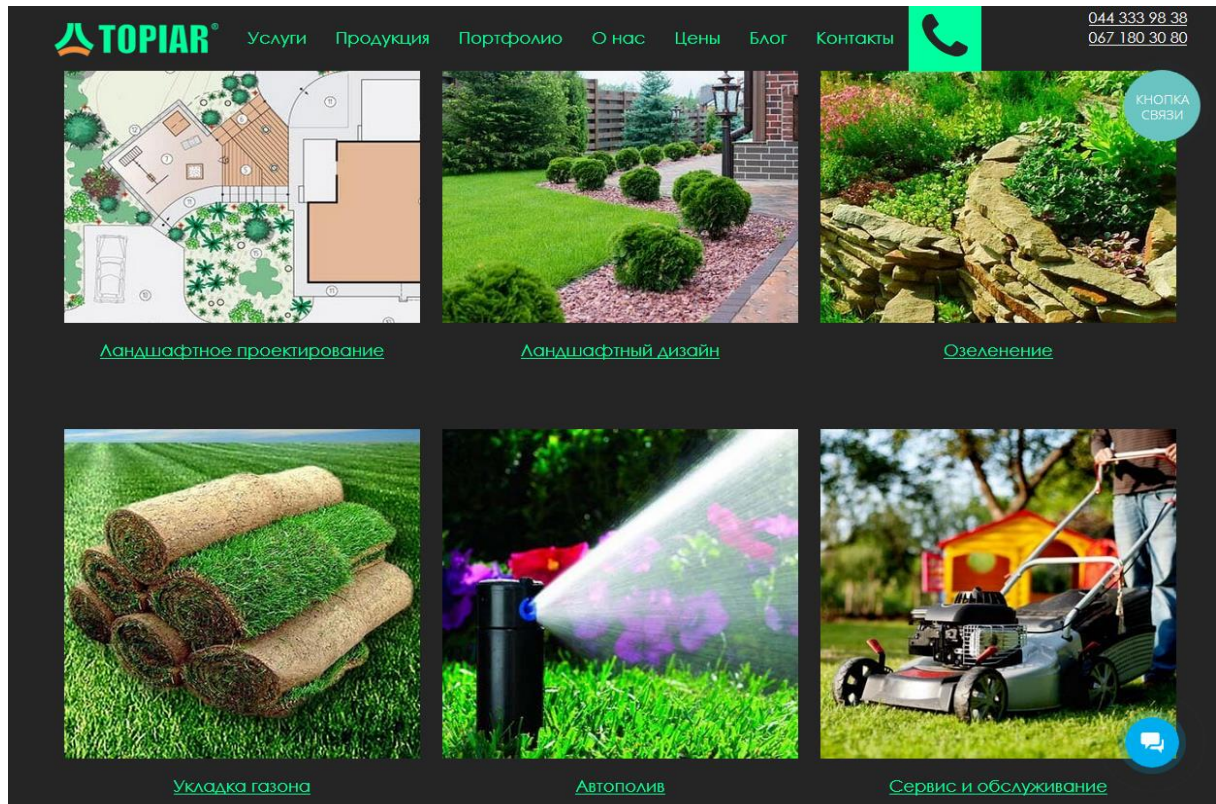 TOPIAR®
Услуги Продукция Портфолио О нас Цены Блог Контакты
044 333 98 38
067 180 30 80
КНОПКА
СВЯЗИ
Ландшафтное проектирование
Ландшафтный дизайн
Озеленение
Укладка газона
Автополив
Сервис и обслуживание